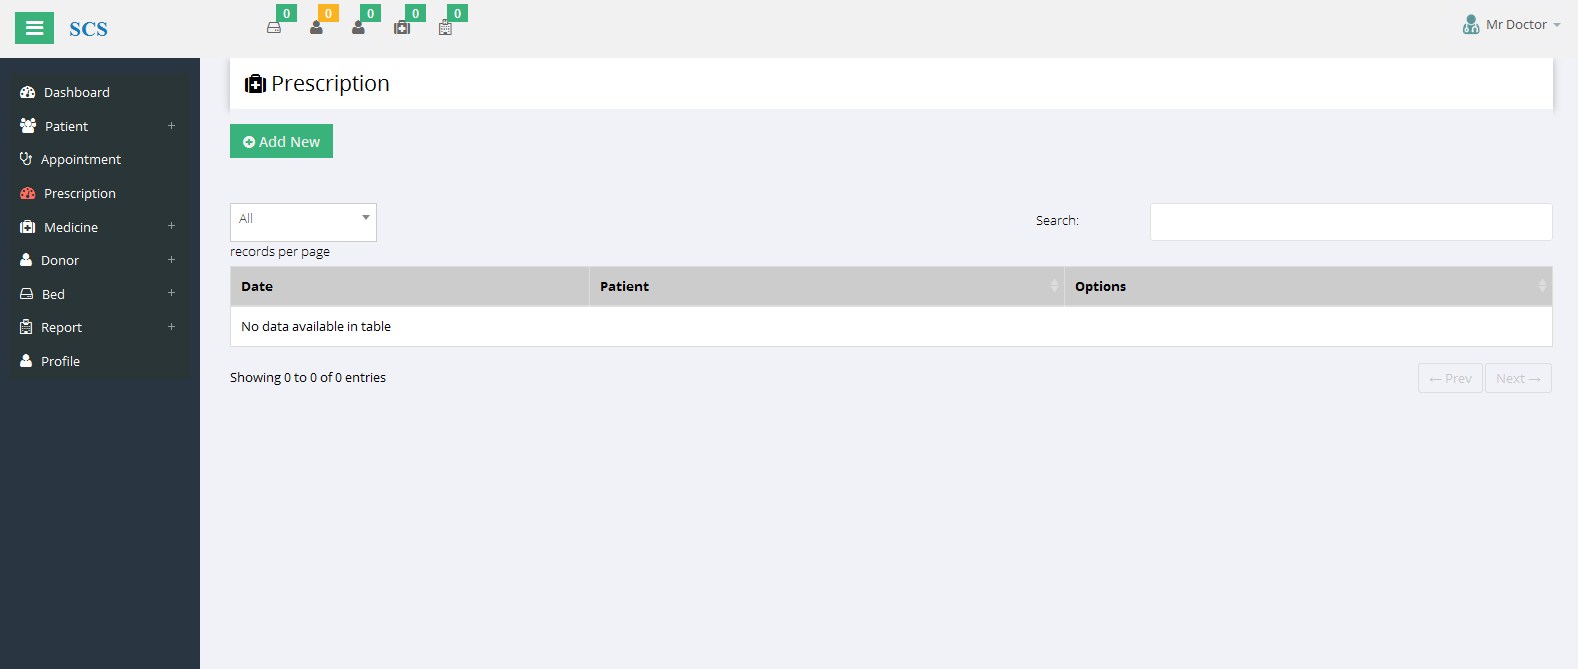 SCS
0 0 0 0 0
Mr Doctor
Dashboard
Patient +
Appointment
Prescription
Medicine +
Donor +
Bed +
Report +
Profile
Prescription
Add New
All
records per page
Search:
Date Patient Options
No data available in table
Showing 0 to 0 of 0 entries
← Prev Next →